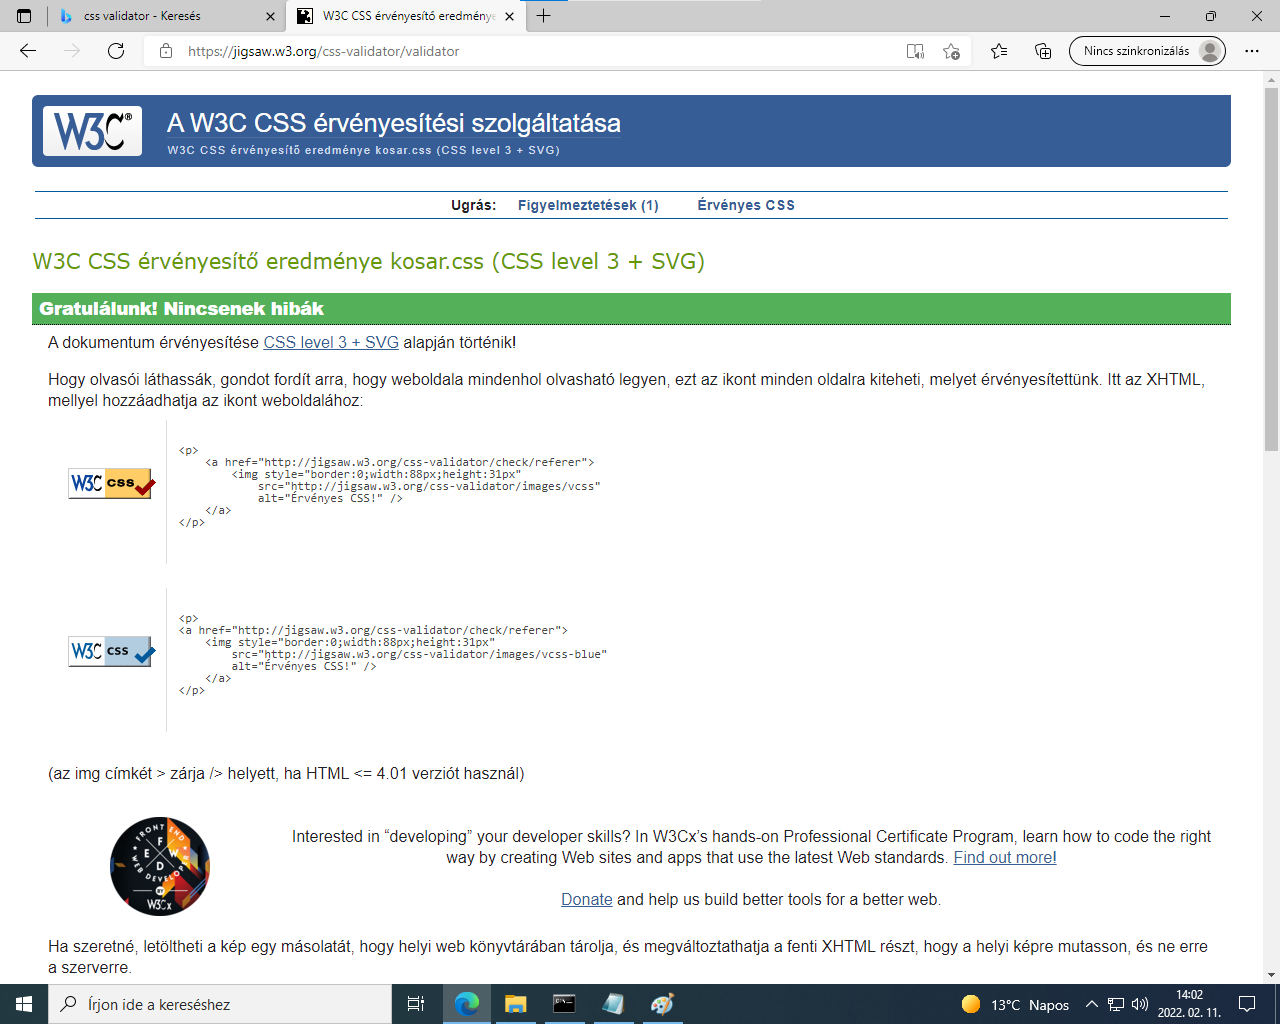 css validator - Keresés
W3C CSS érvényesítő eredménye
https://jigsaw.w3.org/css-validator/validator
Nincs szinkronizálás
W3C®
A W3C CSS érvényesítési szolgáltatása
W3C CSS érvényesítő eredménye kosar.css (CSS level 3 + SVG)
Ugrás: Figyelmeztetések (1) Érvényes CSS
W3C CSS érvényesítő eredménye kosar.css (CSS level 3 + SVG)
Gratulálunk! Nincsenek hibák
A dokumentum érvényesítése CSS level 3 + SVG alapján történik!
Hogy olvasói láthassák, gondot fordít arra, hogy weboldala mindenhol olvasható legyen, ezt az ikont minden oldalra kiteheti, melyet érvényesítettünk. Itt az XHTML,
mellyel hozzáadhatja az ikont weboldalához:
W3C css
<p>
<a href="http://jigsaw.w3.org/css-validator/check/referer">
<img style="border:0;width:88px;height:31px"
src="http://jigsaw.w3.org/css-validator/images/vcss"
alt="Érvényes CSS!" />
</a>
</p>
W3C css
<p>
<a href="http://jigsaw.w3.org/css-validator/check/referer">
<img style="border:0;width:88px;height:31px"
src="http://jigsaw.w3.org/css-validator/images/vcss-blue"
alt="Érvényes CSS!" />
</a>
</p>
(az img címkét > zárja /> helyett, ha HTML <= 4.01 verziót használ)
FRONT END
F
E W
D
WEB DEVELOPER
BY
W3Cx
Interested in “developing” your developer skills? In W3Cx’s hands-on Professional Certificate Program, learn how to code the right
way by creating Web sites and apps that use the latest Web standards. Find out more!
Donate and help us build better tools for a better web.
Ha szeretné, letöltheti a kép egy másolatát, hogy helyi web könyvtárában tárolja, és megváltoztathatja a fenti XHTML részt, hogy a helyi képre mutasson, és ne erre
a szerverre.
Írjon ide a kereséshez
13°C Napos
14:02
2022. 02. 11.